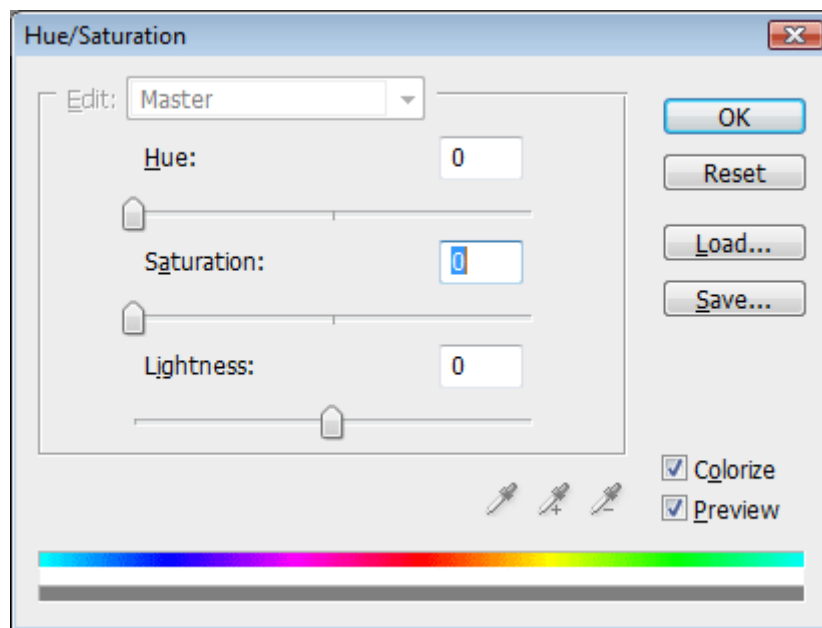 Hue/Saturation
Edit: Master
OK
Hue: 0
Reset
Saturation: 0
Load...
Save...
Lightness: 0
Colorize
Preview